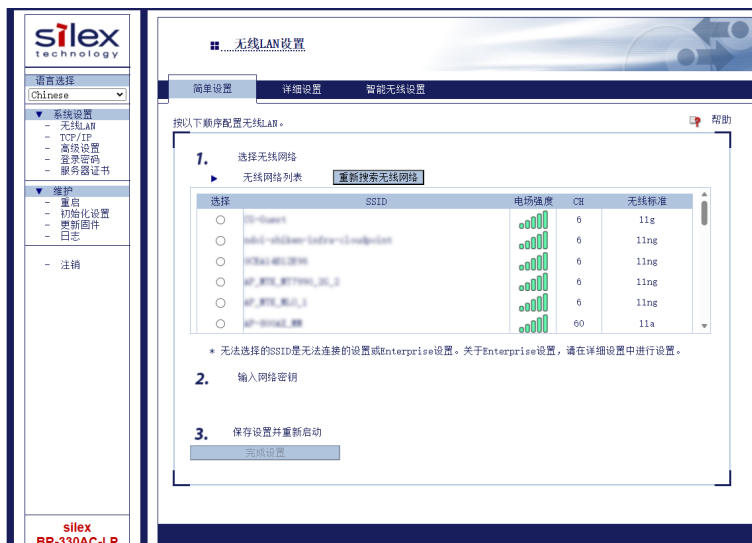 silex
technology
语言选择
Chinese
▼ 系统设置
- 无线LAN
- TCP/IP
- 高级设置
- 登录密码
- 服务器证书
▼ 维护
- 重启
- 初始化设置
- 更新固件
- 日志
- 注销
silex
BR-330AC-LP
无线LAN设置
简单设置 详细设置 智能无线设置
按以下顺序配置无线LAN。 帮助
1. 选择无线网络
▶ 无线网络列表 重新搜索无线网络
选择 SSID 电场强度 CH 无线标准
6 11g
6 11ng
6 11ng
6 11ng
6 11ng
60 11a
* 无法选择的SSID是无法连接的设置或Enterprise设置。关于Enterprise设置，请在详细设置中进行设置。
2. 输入网络密钥
3. 保存设置并重新启动
完成设置